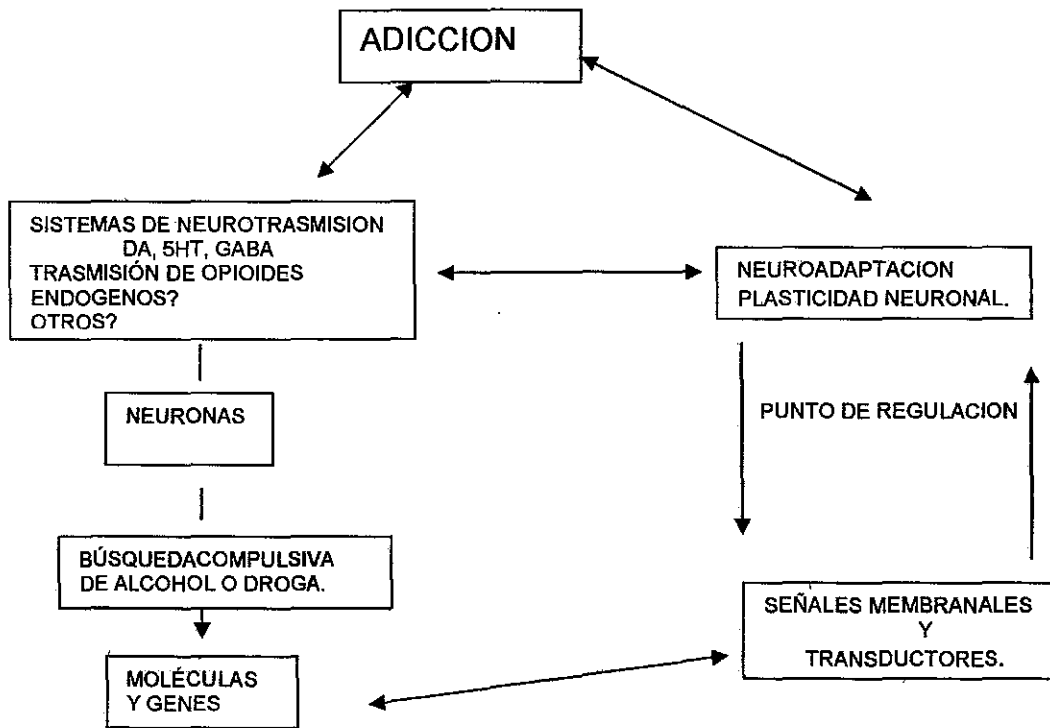 ADICCION
SISTEMAS DE NEUROTRASMISION
DA, 5HT, GABA
TRASMISIÓN DE OPIOIDES
ENDOGENOS?
OTROS?
NEUROADAPTACION
PLASTICIDAD NEURONAL.
NEURONAS
PUNTO DE REGULACION
BÚSQUEDACOMPULSIVA
DE ALCOHOL O DROGA.
SEÑALES MEMBRANALES
Y
TRANSDUCTORES.
MOLÉCULAS
Y GENES